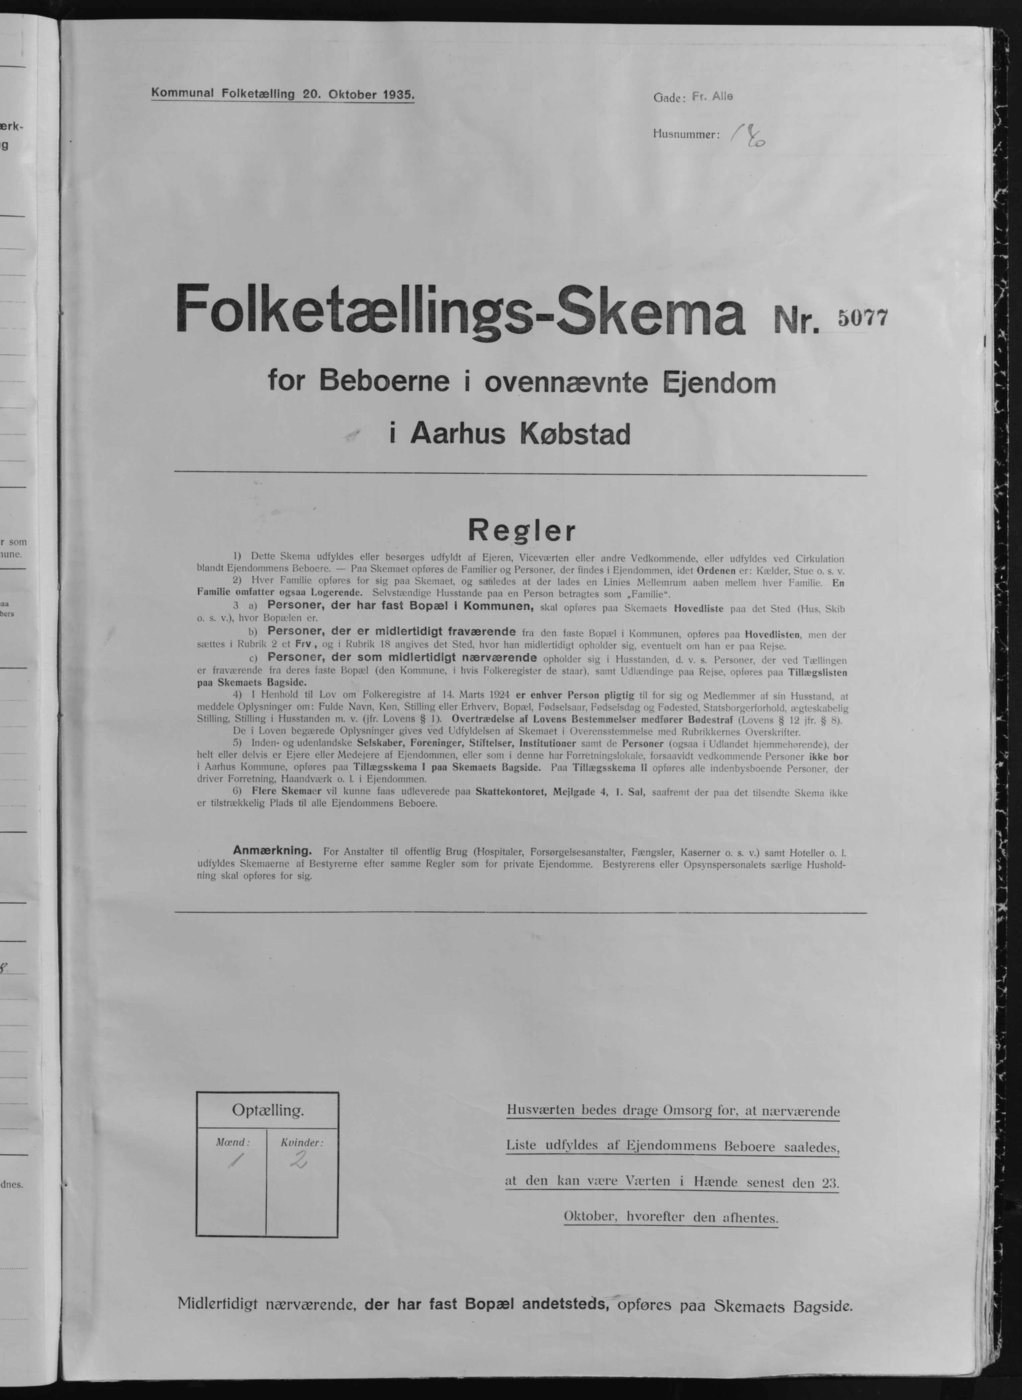 ærk-
g
r som
nune.
aa
bers
8
dnes.
Kommunal Folketælling 20. Oktober 1935.
Gade: Fr. Alle
Husnummer:
Folketællings-Skema Nr. 5077
for Beboerne i ovennævnte Ejendom
i Aarhus Købstad
Regler
1) Dette Skema udfyldes eller besørges udfyldt af Ejeren, Viceværten eller andre Vedkommende, eller udfyldes ved Cirkulation
blandt Ejendommens Beboere. — Paa Skemaet opføres de Familier og Personer, der findes i Ejendommen, idet Ordenen er: Kælder, Stue o. s. v.
2) Hver Familie opføres for sig paa Skemaet, og saaledes at der lades en Linies Mellemrum aaben mellem hver Familie. En
Familie omfatter ogsaa Logerende. Selvstændige Husstande paa en Person betragtes som „Familie".
3 a) Personer, der har fast Bopæl i Kommunen, skal opføres paa Skemaets Hovedliste paa det Sted (Hus, Skib
o. s. v.), hvor Bopælen er.
b) Personer, der er midlertidigt fraværende fra den faste Bopæl i Kommunen, opføres paa Hovedlisten, men der
sættes i Rubrik 2 et Frv., og i Rubrik 18 angives det Sted, hvor han midlertidigt opholder sig, eventuelt om han er paa Rejse.
c) Personer, der som midlertidigt nærværende opholder sig i Husstanden, d. v. s. Personer, der ved Tællingen
er fraværende fra deres faste Bopæl (den Kommune, i hvis Folkeregister de staar), samt Udlændinge paa Rejse, opføres paa Tillægslisten
paa Skemaets Bagside.
4) I Henhold til Lov om Folkeregistre af 14. Marts 1924 er enhver Person pligtig til for sig og Medlemmer af sin Husstand, at
meddele Oplysninger om: Fulde Navn, Køn, Stilling eller Erhverv, Bopæl, Fødselsaar, Fødselsdag og Fødested, Statsborgerforhold, ægteskabelig
Stilling, Stilling i Husstanden m. v. (jfr. Lovens § 1). Overtrædelse af Lovens Bestemmelser medfører Bødestraf (Lovens § 12 jfr. § 8).
De i Loven begærede Oplysninger gives ved Udfyldelsen af Skemaet i Overensstemmelse med Rubrikkernes Overskrifter.
5) Inden- og udenlandske Selskaber, Foreninger, Stiftelser, Institutioner samt de Personer (ogsaa i Udlandet hjemmehørende), der
helt eller delvis er Ejere eller Medejere af Ejendommen, eller som i denne har Forretningslokale, forsaavidt vedkommende Personer ikke bor
i Aarhus Kommune, opføres paa Tillægsskema I paa Skemaets Bagside. Paa Tillægsskema II opføres alle indenbysboende Personer, der
driver Forretning, Haandværk o. l. i Ejendommen.
6) Flere Skemaer vil kunne faas udleverede paa Skattekontoret, Mejlgade 4, 1. Sal, saafremt der paa det tilsendte Skema ikke
er tilstrækkelig Plads til alle Ejendommens Beboere.
Anmærkning. For Anstalter til offentlig Brug (Hospitaler, Forsørgelsesanstalter, Fængsler, Kaserner o. s. v.) samt Hoteller o. l.
udfyldes Skemaerne af Bestyrerne efter samme Regler som for private Ejendomme. Bestyrerens eller Opsynspersonalets særlige Hushold-
ning skal opføres for sig.
Optælling.
Mænd: Kvinder:
1 2
Husværten bedes drage Omsorg for, at nærværende
Liste udfyldes af Ejendommens Beboere saaledes,
at den kan være Værten i Hænde senest den 23.
Oktober, hvorefter den afhentes.
Midlertidigt nærværende, der har fast Bopæl andetsteds, opføres paa Skemaets Bagside.